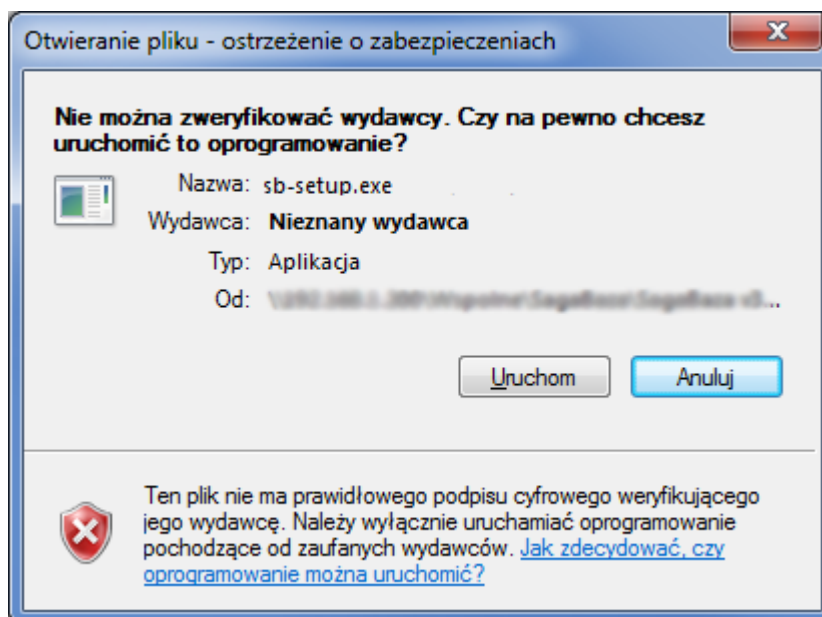 Otwieranie pliku - ostrzeżenie o zabezpieczeniach
Nie można zweryfikować wydawcy. Czy na pewno chcesz
uruchomić to oprogramowanie?
Nazwa: sb-setup.exe
Wydawca: Nieznany wydawca
Typ: Aplikacja
Od:
Uruchom
Anuluj
Ten plik nie ma prawidłowego podpisu cyfrowego weryfikującego
jego wydawcę. Należy wyłącznie uruchamiać oprogramowanie
pochodzące od zaufanych wydawców. Jak zdecydować, czy
oprogramowanie można uruchomić?